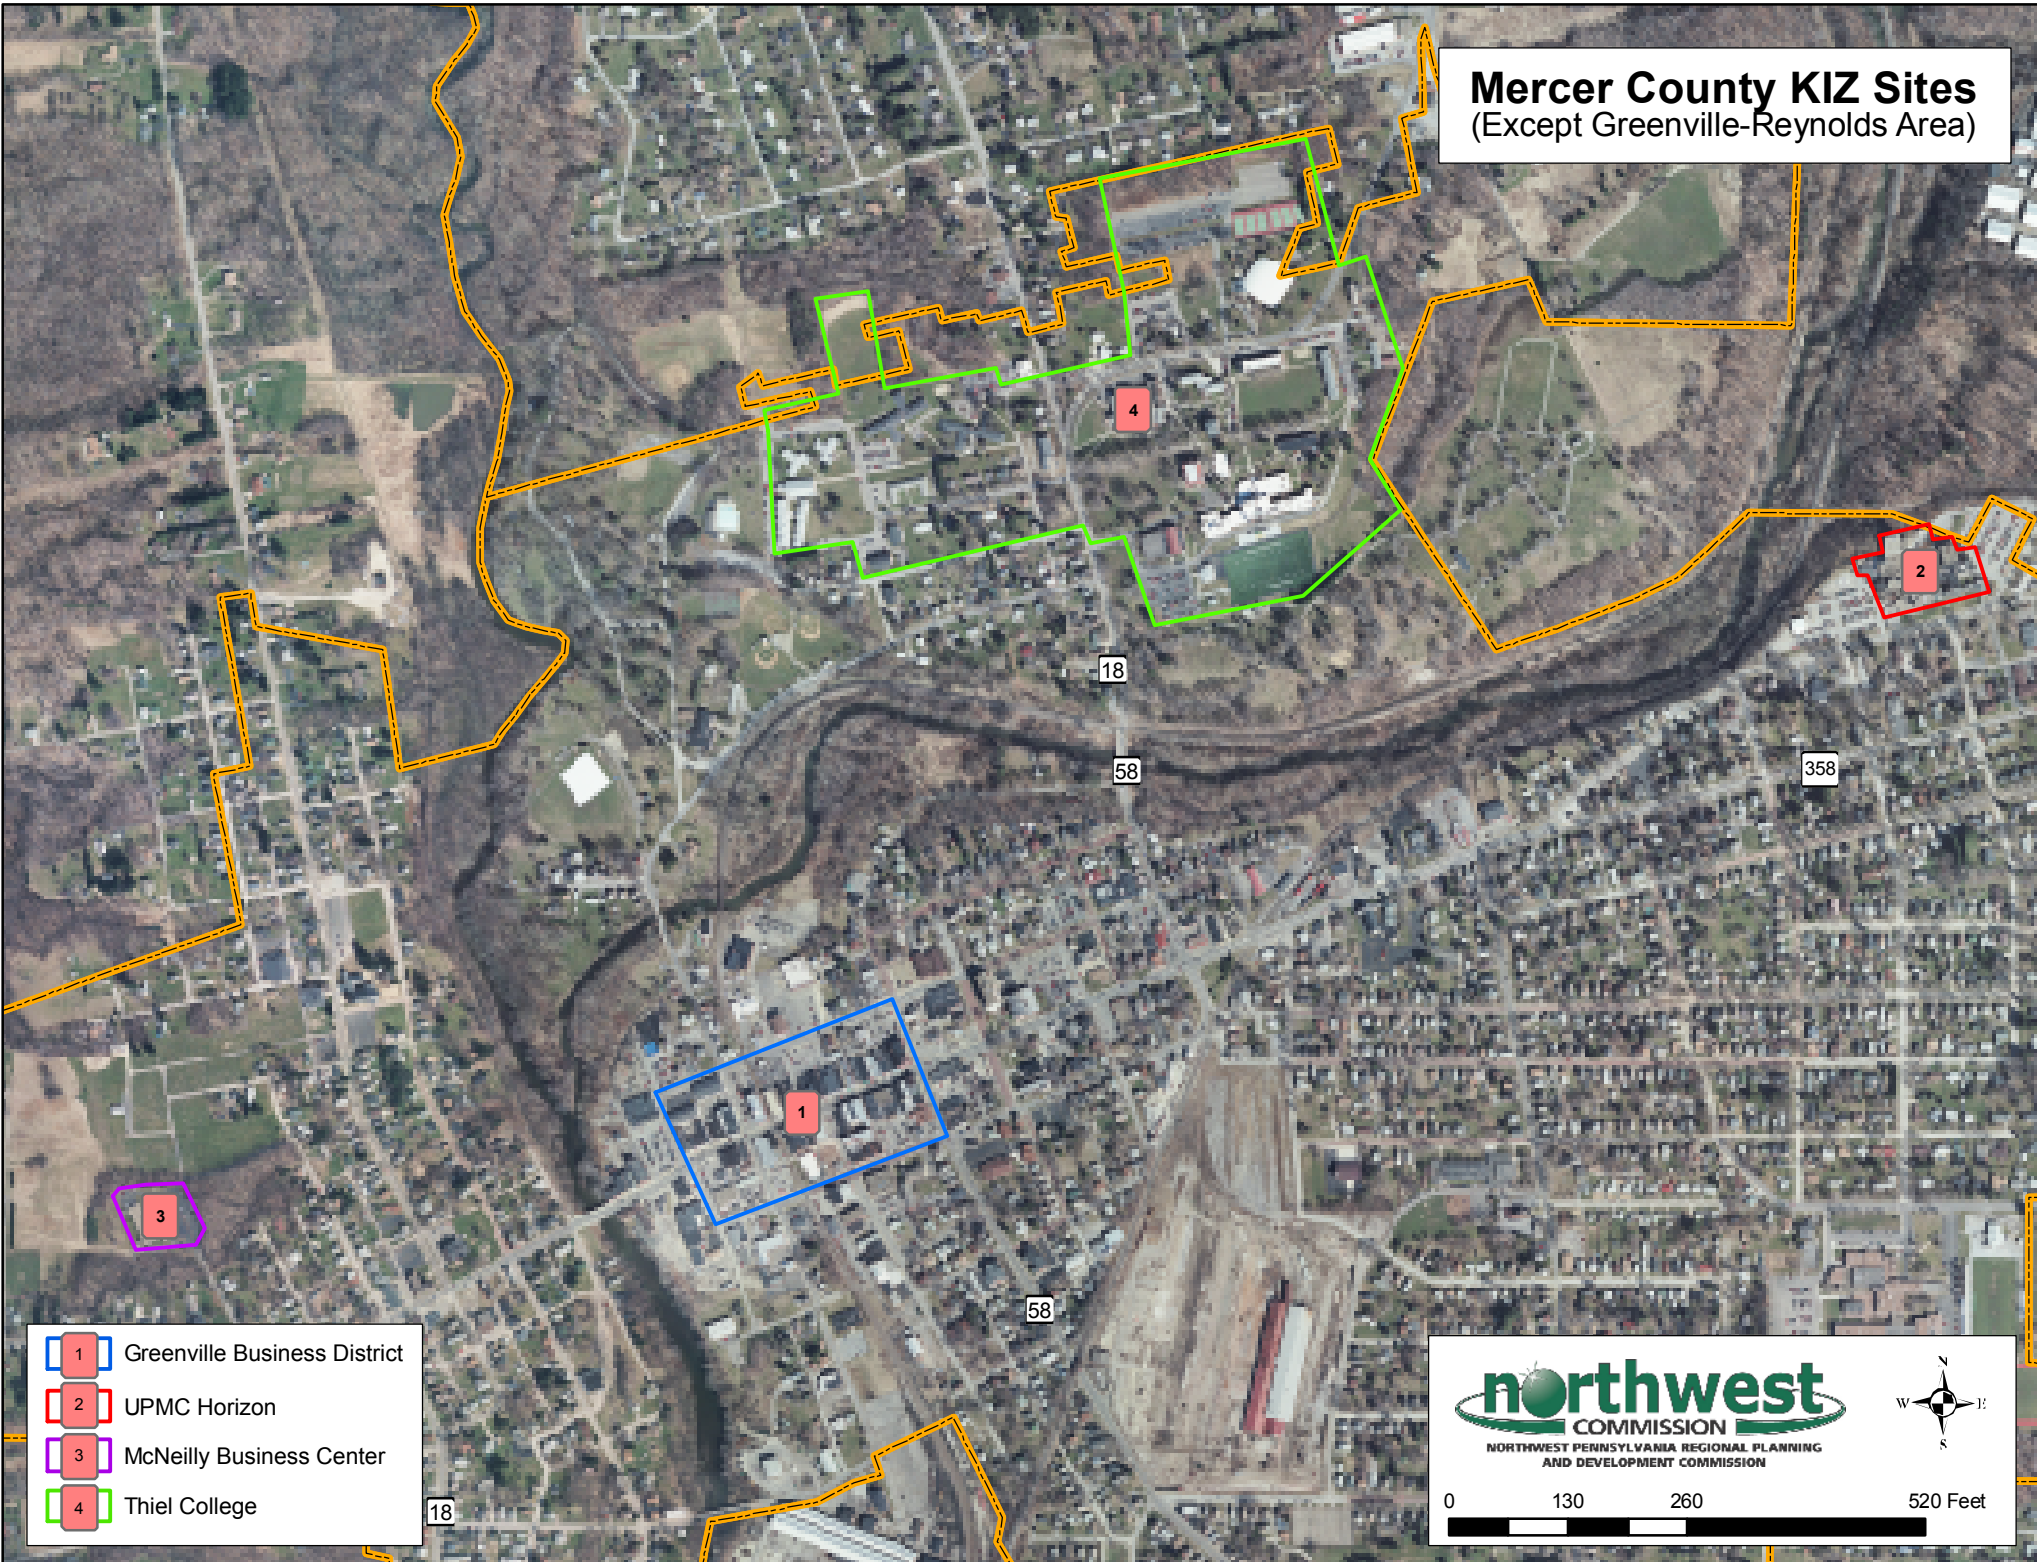 Mercer County KIZ Sites
(Except Greenville-Reynolds Area)
4
2
18
58
358
1
3
58
18
1 Greenville Business District
2 UPMC Horizon
3 McNeilly Business Center
4 Thiel College
northwest
COMMISSION
NORTHWEST PENNSYLVANIA REGIONAL PLANNING
AND DEVELOPMENT COMMISSION
N
W E
S
0 130 260 520 Feet